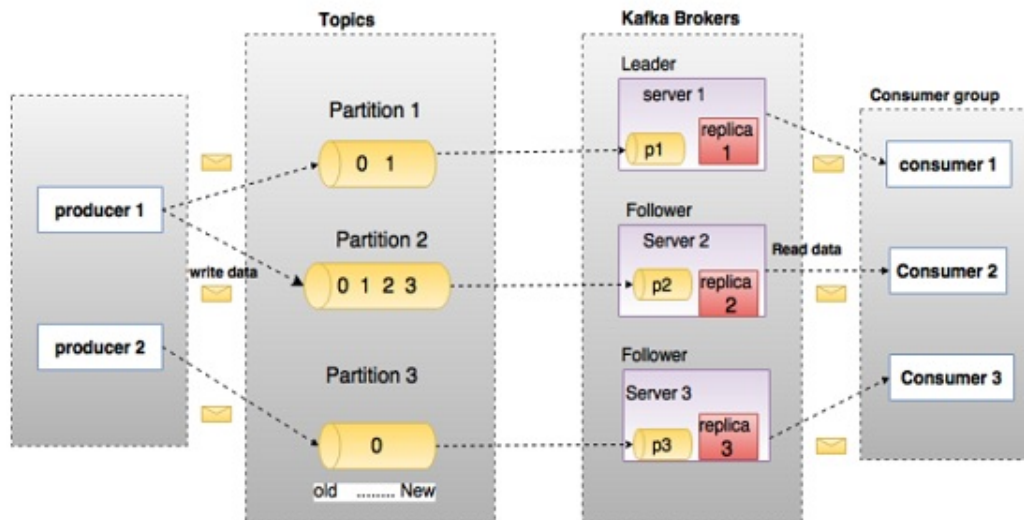 Topics
Kafka Brokers
Leader
server 1
Consumer group
Partition 1
replica
0 1
p1
1
consumer 1
producer 1
Follower
Partition 2
Server 2
Read data
write data
0 1 2 3
p2
replica
2
Consumer 2
producer 2
Follower
Partition 3
Server 3
Consumer 3
0
p3
replica
3
old ........ New